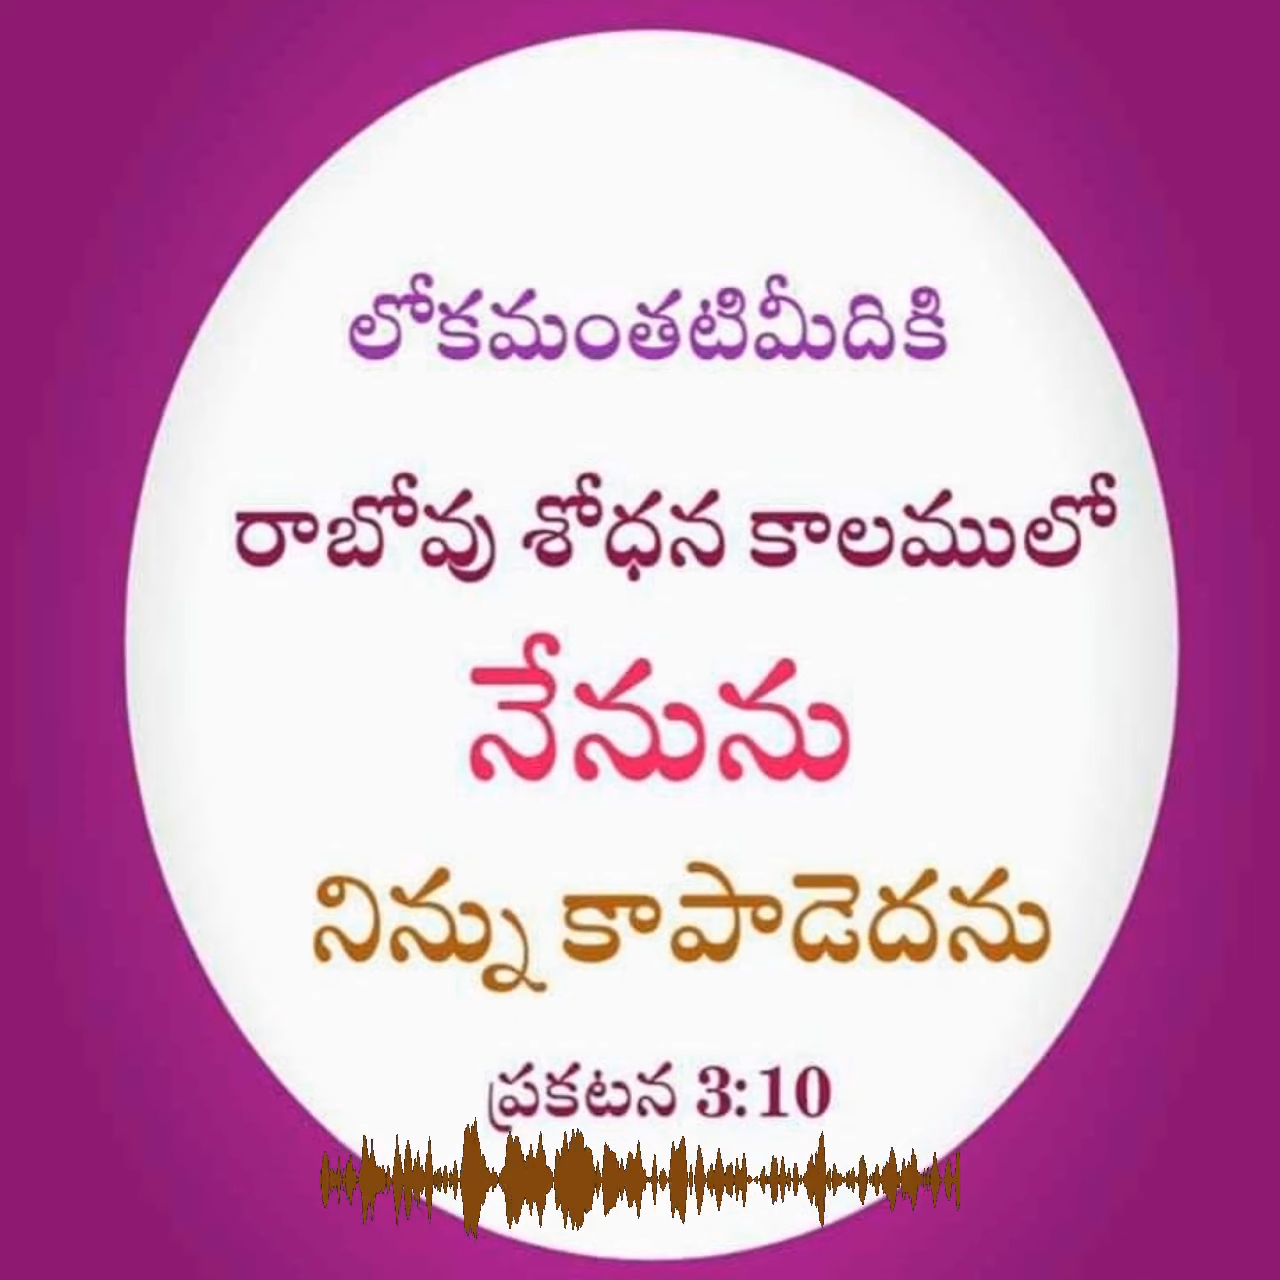 లోకమంతటిమీదికి
రాబోవు శోధన కాలములో
నేనును
నిన్ను కాపాడెదను
ప్రకటన 3:10